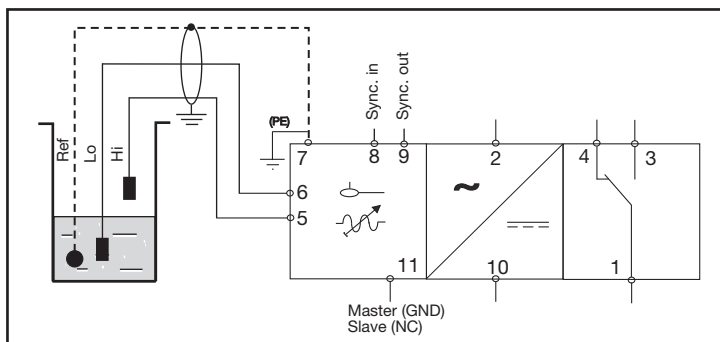 Ref
Lo
Hi
(PE)
Sync. in
Sync. out
7
8
9
2
4
3
6
5
~
11
10
1
Master (GND)
Slave (NC)